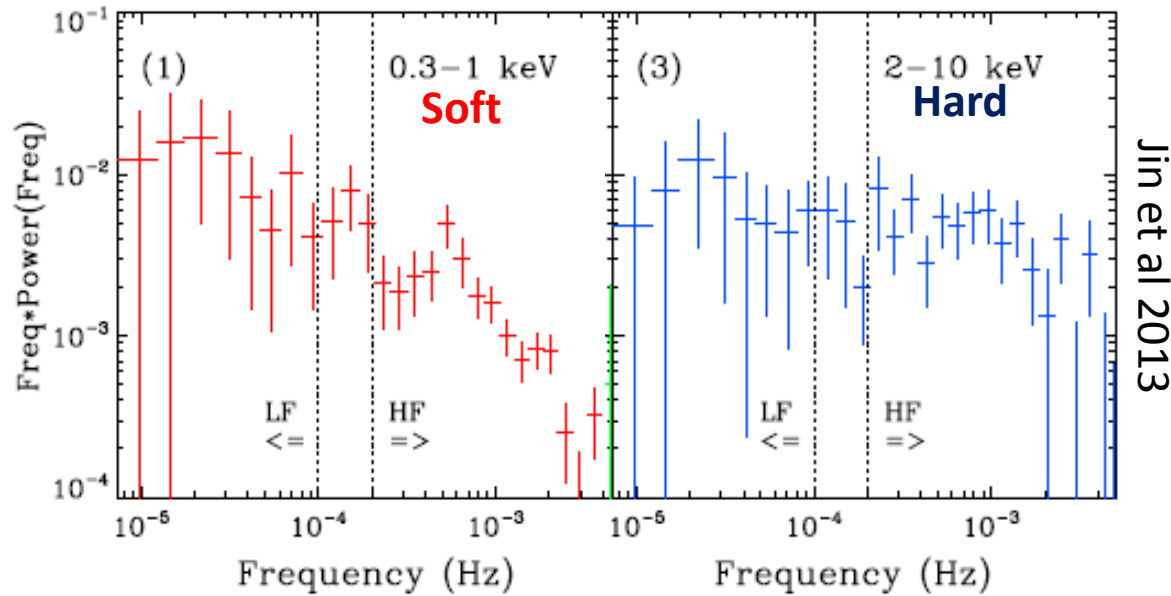 (1)
0.3−1 keV
Soft
(3)
2−10 keV
Hard
Freq*Power(Freq)
10⁻¹
10⁻²
10⁻³
10⁻⁴
LF
<=
HF
=>
LF
<=
HF
=>
10⁻⁵
10⁻⁴
10⁻³
10⁻⁵
10⁻⁴
10⁻³
Frequency (Hz)
Frequency (Hz)
Jin et al 2013